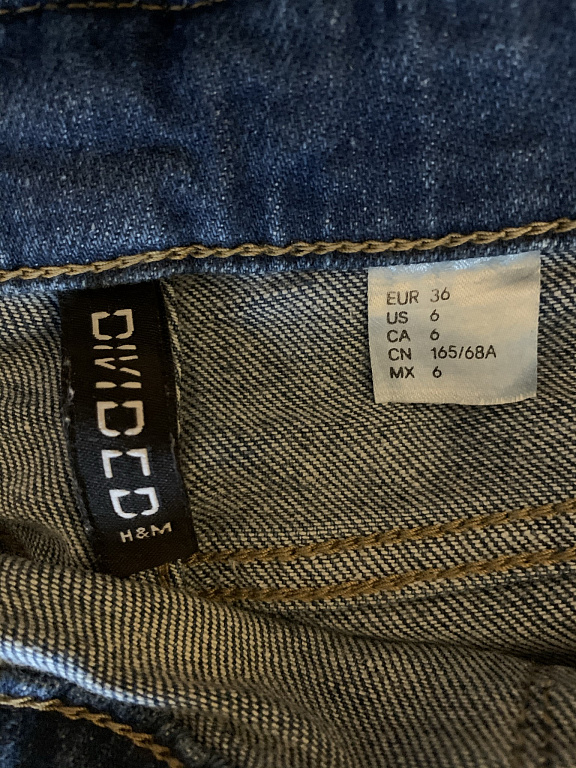 DIVIDED
H&M
EUR 36
US 6
CA 6
CN 165/68A
MX 6